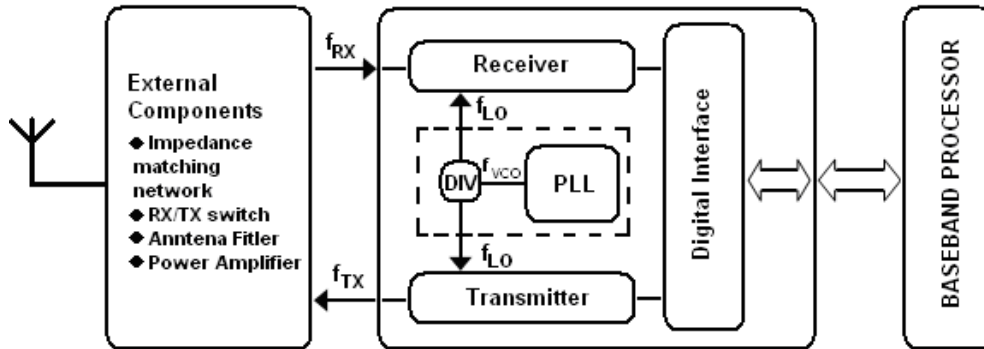 External
Components
◆ Impedance
matching
network
◆ RX/TX switch
◆ Anntena Fitler
◆ Power Amplifier
fRX
fTX
Receiver
fLO
DIV
fVCO
PLL
fLO
Transmitter
Digital Interface
BASEBAND PROCESSOR